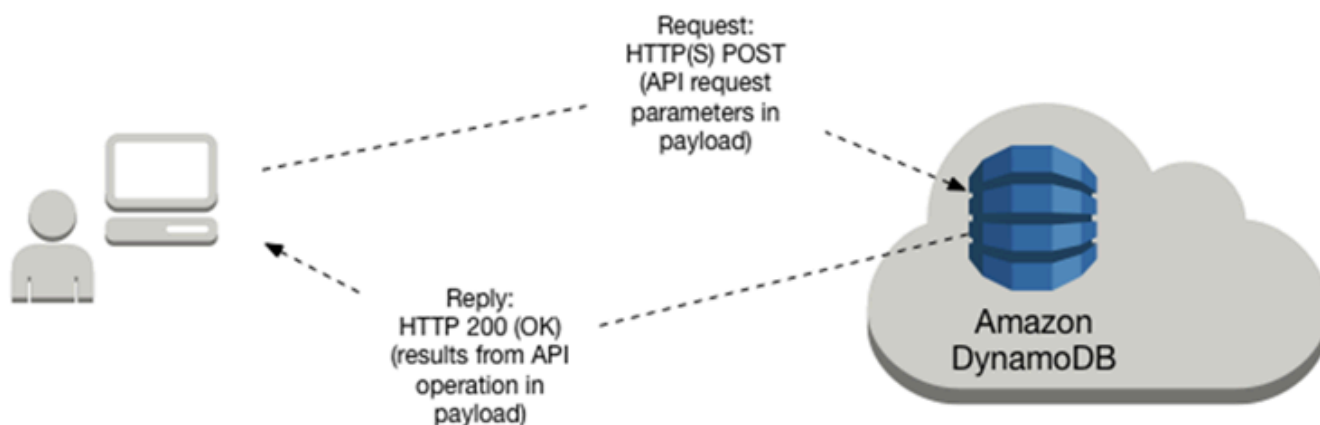 Request:
HTTP(S) POST
(API request
parameters in
payload)
Reply:
HTTP 200 (OK)
(results from API
operation in
payload)
Amazon
DynamoDB